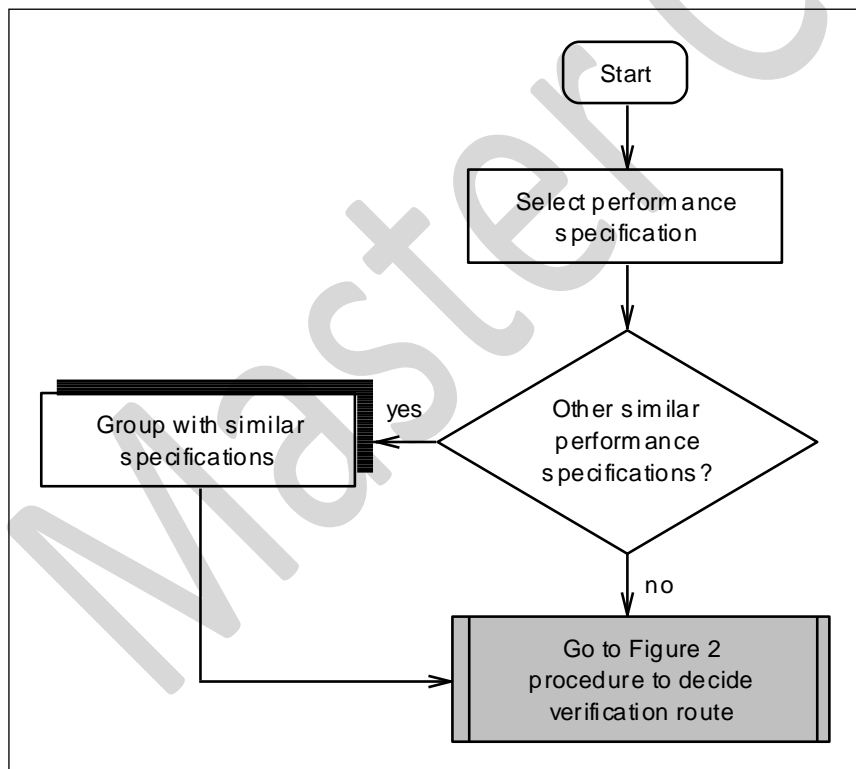 Start
Select performance
specification
Other similar
performance
specifications?
yes
Group with similar
specifications
no
Go to Figure 2
procedure to decide
verification route
Master C